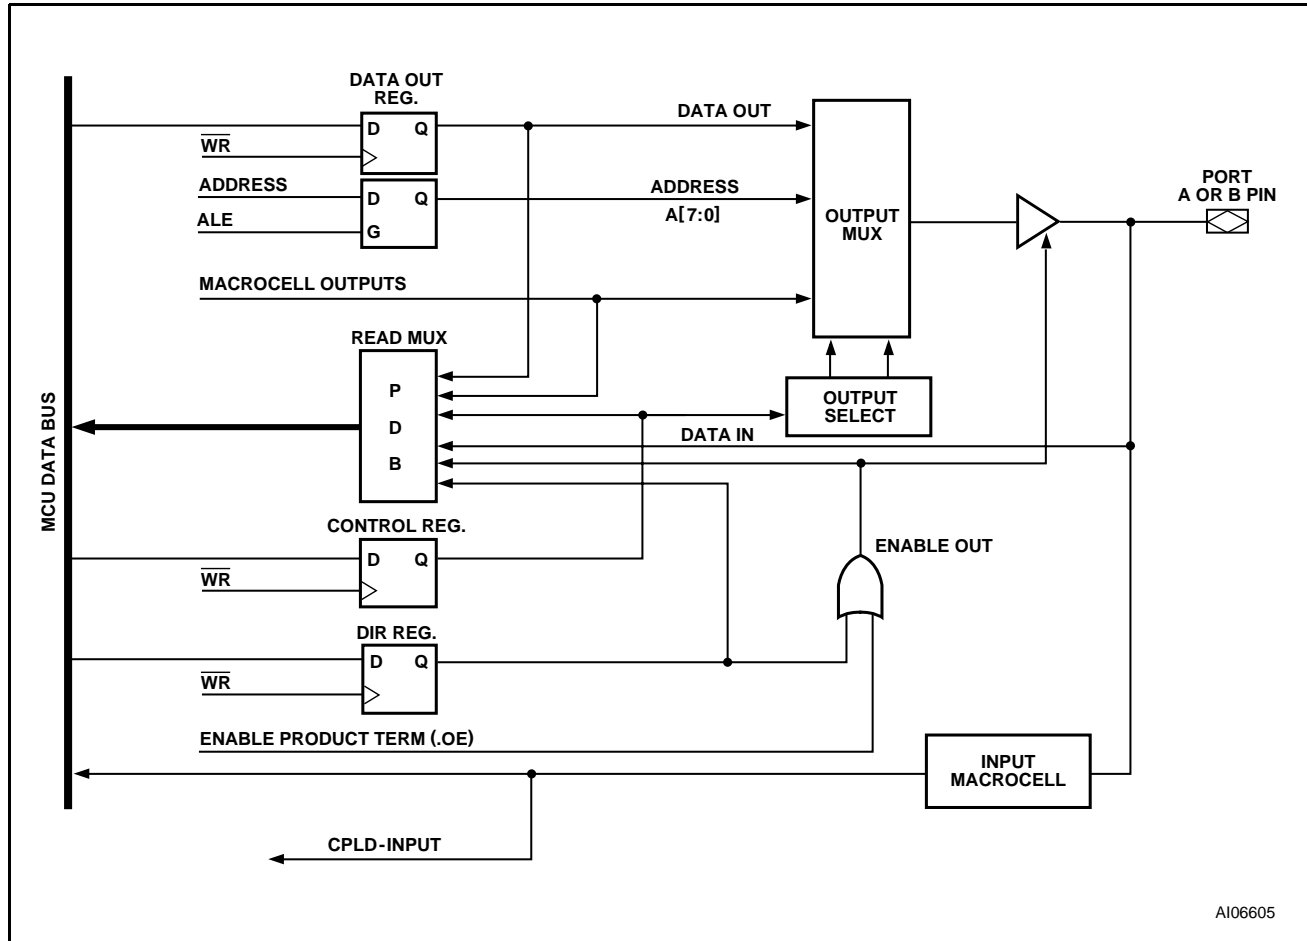 DATA OUT
REG.
D Q
WR
ADDRESS
D Q
ALE
G
DATA OUT
ADDRESS
A[7:0]
OUTPUT
MUX
PORT
A OR B PIN
MACROCELL OUTPUTS
READ MUX
P
D
B
OUTPUT
SELECT
DATA IN
MCU DATA BUS
CONTROL REG.
D Q
WR
ENABLE OUT
DIR REG.
D Q
WR
ENABLE PRODUCT TERM (.OE)
INPUT
MACROCELL
CPLD-INPUT
AI06605